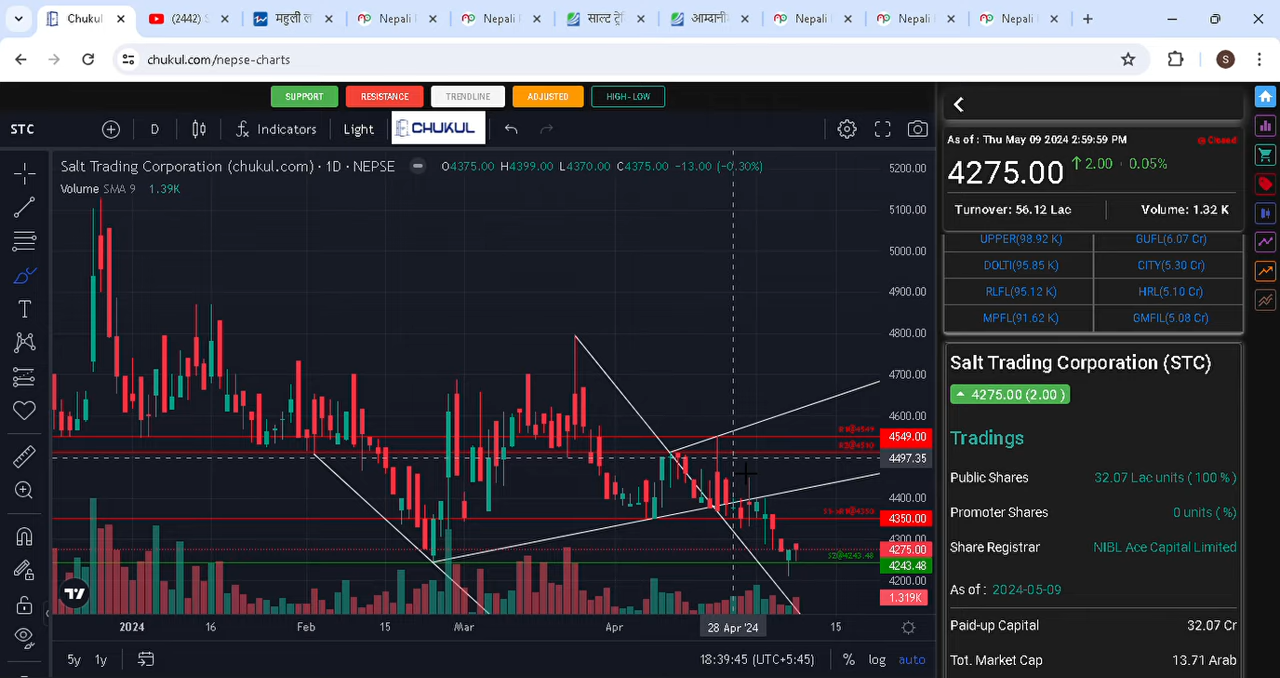 Chukul
(2442) S
महुली ल
Nepali
Nepali
साल्ट ट्रेडि
आम्दानीम
Nepali
Nepali
Nepali
chukul.com/nepse-charts
S
SUPPORT
RESISTANCE
TRENDLINE
ADJUSTED
HIGH-LOW
STC
D
Indicators
Light
CHUKUL
Salt Trading Corporation (chukul.com) · 1D · NEPSE
O4375.00 H4399.00 L4370.00 C4375.00 -13.00 (-0.30%)
Volume SMA 9 1.39K
5200.00
5100.00
5000.00
4900.00
4800.00
4700.00
4600.00
4549.00
4497.35
4400.00
4350.00
4300.00
4275.00
4243.48
4200.00
1.319K
S2@4243.48
2024
16
Feb
15
Mar
Apr
28 Apr '24
15
5y
1y
18:39:45 (UTC+5:45)
%
log
auto
As of : Thu May 09 2024 2:59:59 PM
Closed
4275.00
2.00 · 0.05%
Turnover: 56.12 Lac
Volume: 1.32 K
UPPER(98.92 K)
GUFL(6.07 Cr)
DOLTI(95.85 K)
CITY(5.30 Cr)
RLFL(95.12 K)
HRL(5.10 Cr)
MPFL(91.62 K)
GMFIL(5.08 Cr)
Salt Trading Corporation (STC)
4275.00 (2.00 )
Tradings
Public Shares
32.07 Lac units ( 100 % )
Promoter Shares
0 units ( %)
Share Registrar
NIBL Ace Capital Limited
As of : 2024-05-09
Paid-up Capital
32.07 Cr
Tot. Market Cap
13.71 Arab